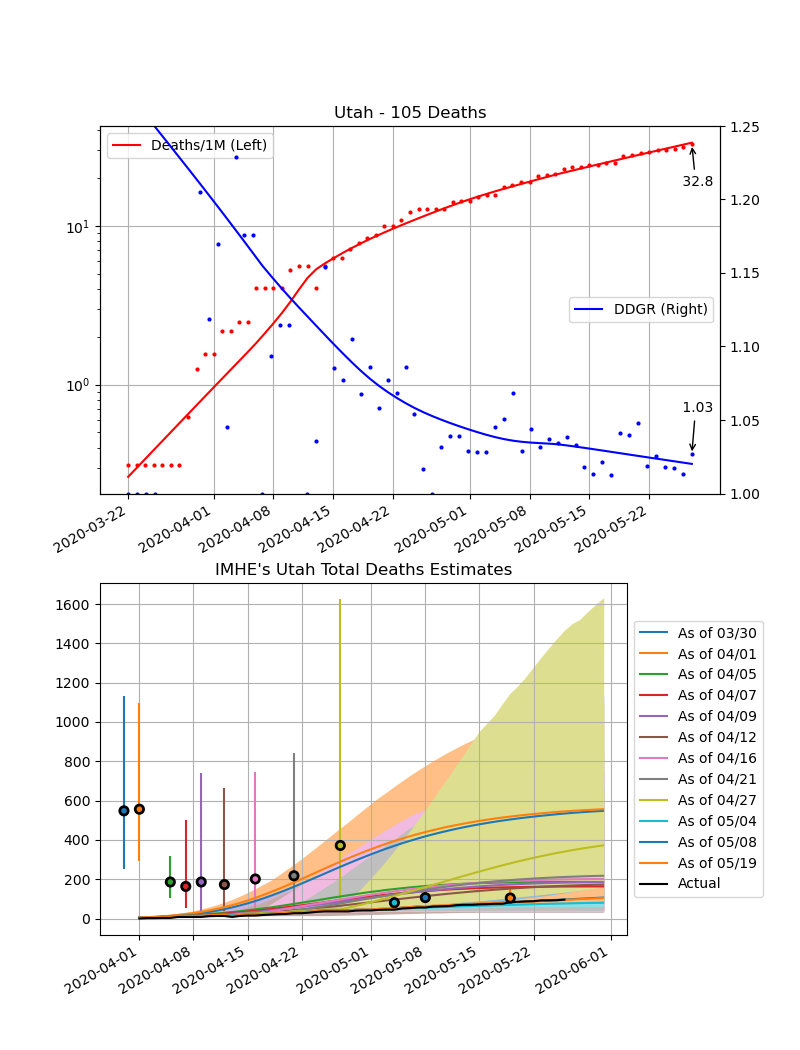 Utah - 105 Deaths
Deaths/1M (Left)
DDGR (Right)
32.8
1.03
10¹
10⁰
1.25
1.20
1.15
1.10
1.05
1.00
2020-03-22
2020-04-01
2020-04-08
2020-04-15
2020-04-22
2020-05-01
2020-05-08
2020-05-15
2020-05-22
IMHE's Utah Total Deaths Estimates
1600
1400
1200
1000
800
600
400
200
0
2020-04-01
2020-04-08
2020-04-15
2020-04-22
2020-05-01
2020-05-08
2020-05-15
2020-05-22
2020-06-01
As of 03/30
As of 04/01
As of 04/05
As of 04/07
As of 04/09
As of 04/12
As of 04/16
As of 04/21
As of 04/27
As of 05/04
As of 05/08
As of 05/19
Actual